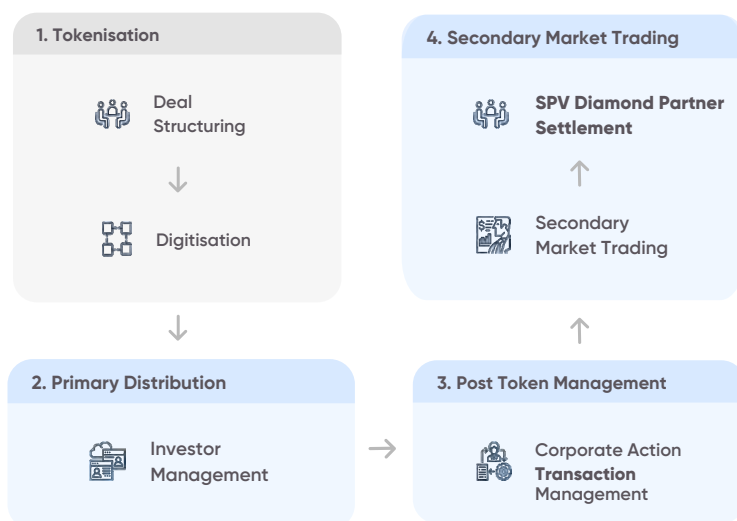 1. Tokenisation
Deal
Structuring
Digitisation
2. Primary Distribution
Investor
Management
3. Post Token Management
Corporate Action
Transaction
Management
4. Secondary Market Trading
SPV Diamond Partner
Settlement
Secondary
Market Trading